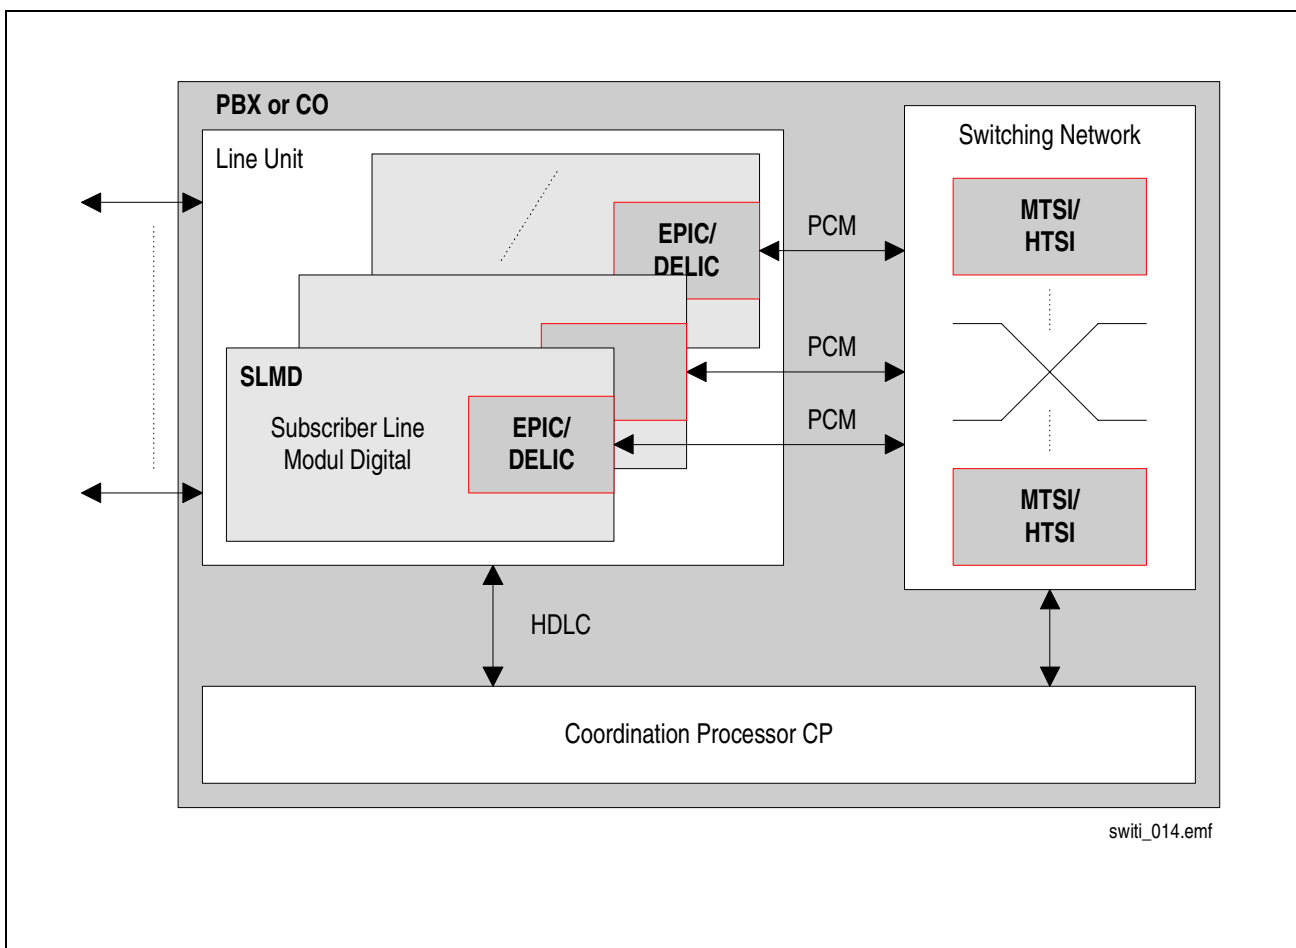 PBX or CO
Line Unit
Switching Network
EPIC/
DELIC
PCM
MTSI/
HTSI
PCM
SLMD
Subscriber Line
Modul Digital
EPIC/
DELIC
PCM
MTSI/
HTSI
HDLC
Coordination Processor CP
switi_014.emf